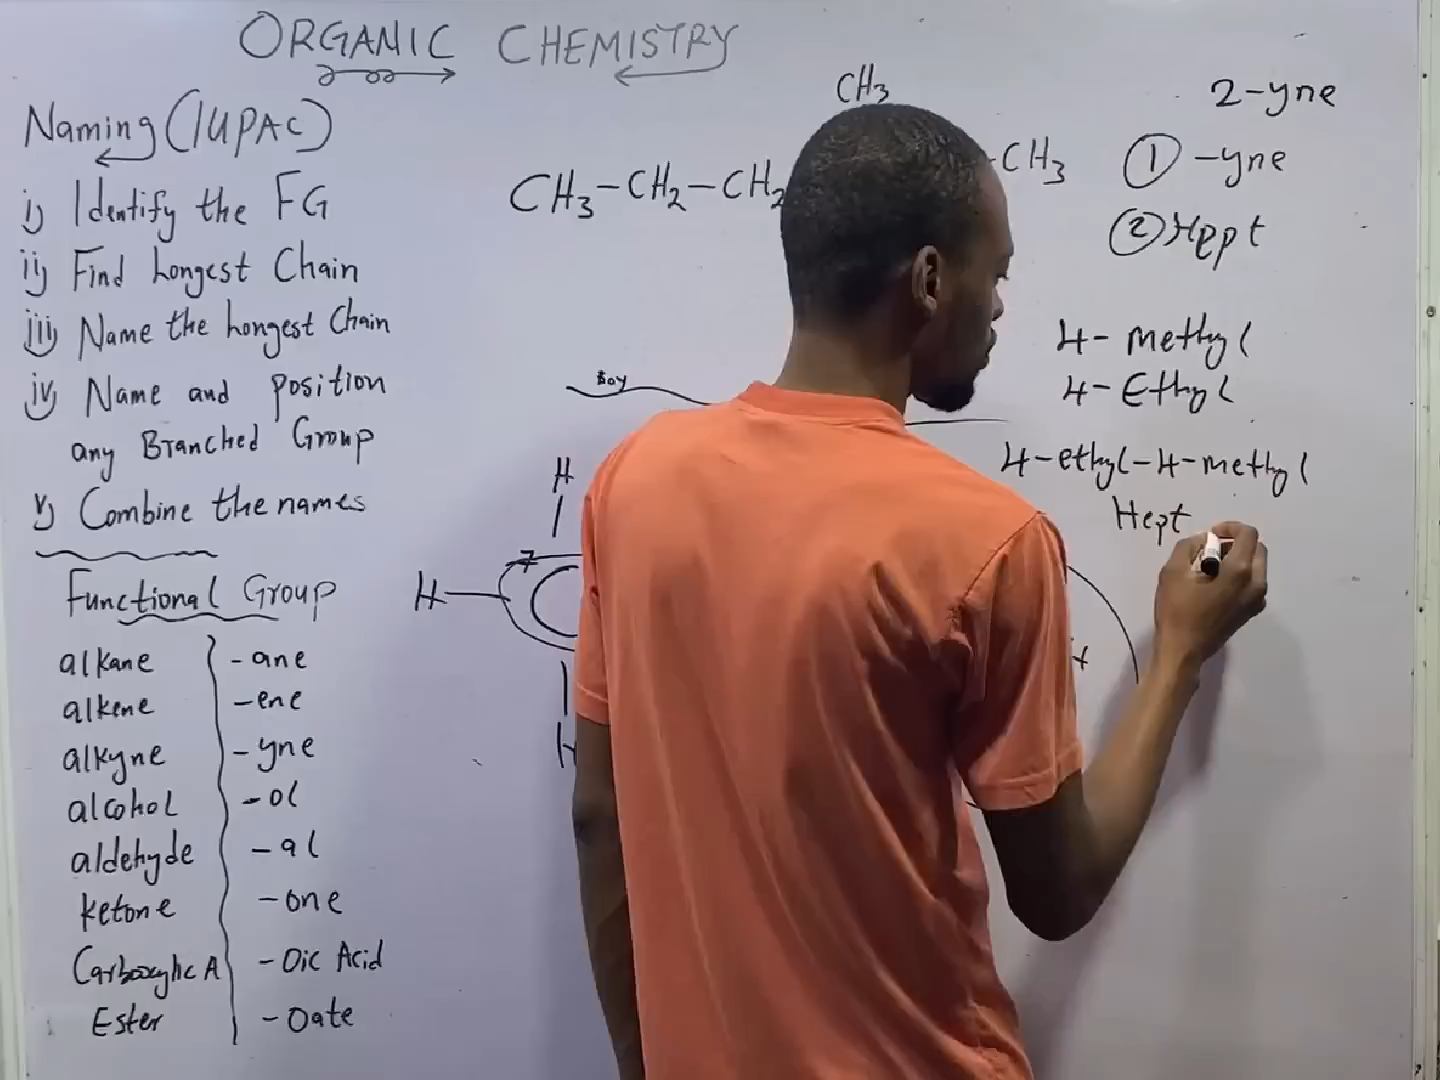 ORGANIC CHEMISTRY
Naming (IUPAC)
i) Identify the FG
ii) Find Longest Chain
iii) Name the Longest Chain
iv) Name and position
any Branched Group
v) Combine the names
Functional Group
alkane -ane
alkene -ene
alkyne -yne
alcohol -ol
aldehyde -al
ketone -one
Carboxylic A -Oic Acid
Ester -Oate
CH3
CH3-CH2-CH2
-CH3
Boy
H
H
H
2-yne
① -yne
② Hept
4- methyl
4- Ethyl
4-ethyl-4-methyl
Hept